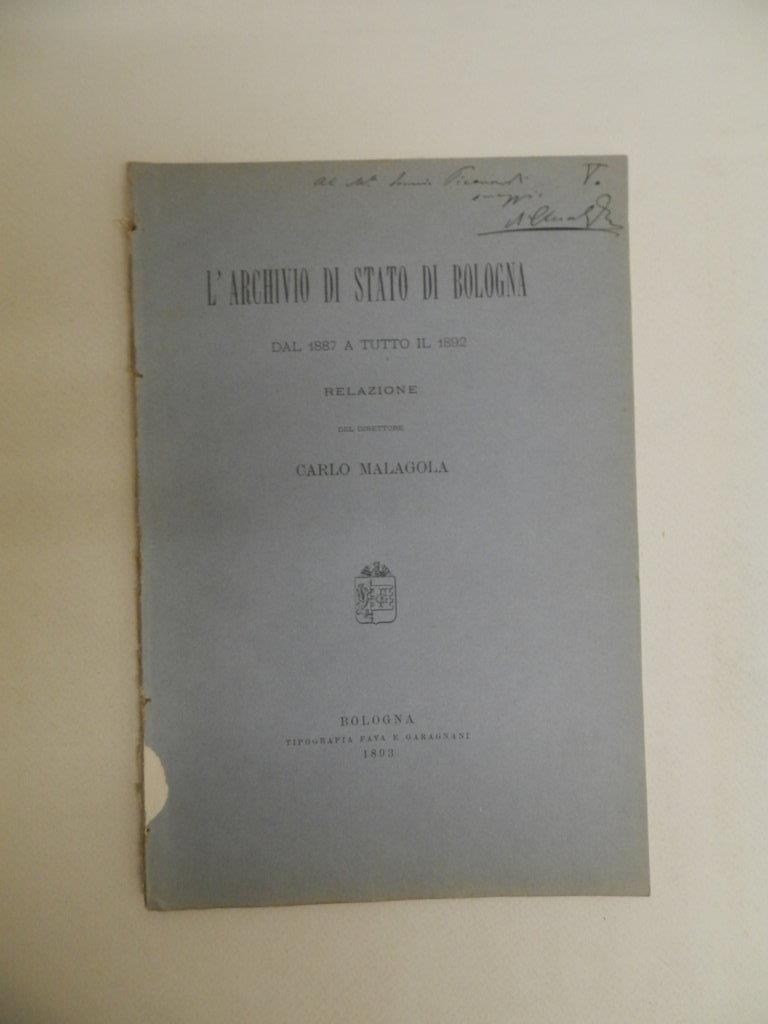 Al
V.
L' ARCHIVIO DI STATO DI BOLOGNA
DAL 1887 A TUTTO IL 1892
RELAZIONE
DEL DIRETTORE
CARLO MALAGOLA
BOLOGNA
TIPOGRAFIA FAVA E GARAGNANI
1893